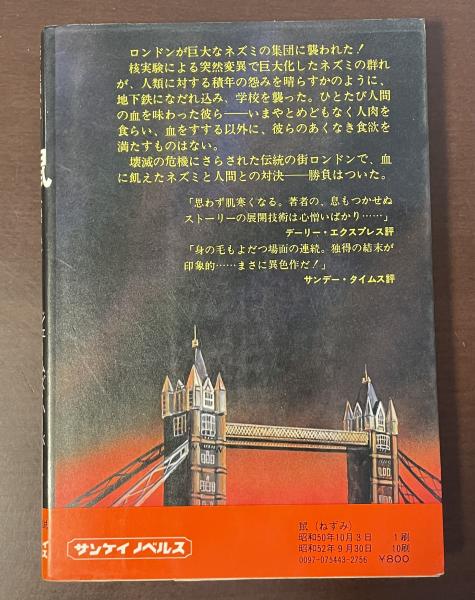 ロンドンが巨大なネズミの集団に襲われた!
核実験による突然変異で巨大化したネズミの群れ
が、人類に対する積年の怨みを晴らすかのように、
地下鉄になだれ込み、学校を襲った。ひとたび人間
の血を味わった彼ら――いまやとめどもなく人肉を
食らい、血をすする以外に、彼らのあくなき食欲を
満たすものはない。
壊滅の危機にさらされた伝統の街ロンドンで、血
に飢えたネズミと人間との対決――勝負はついた。
「思わず肌寒くなる。著者の、息もつかせぬ
ストーリーの展開技術は心憎いばかり……」
デーリー・エクスプレス評
「身の毛もよだつ場面の連続。独得の結末が
印象的……まさに異色作だ!」
サンデー・タイムス評
サンケイノベルス
鼠(ねずみ)
昭和50年10月3日 1刷
昭和52年9月30日 10刷
0097-075443-2756 ¥800